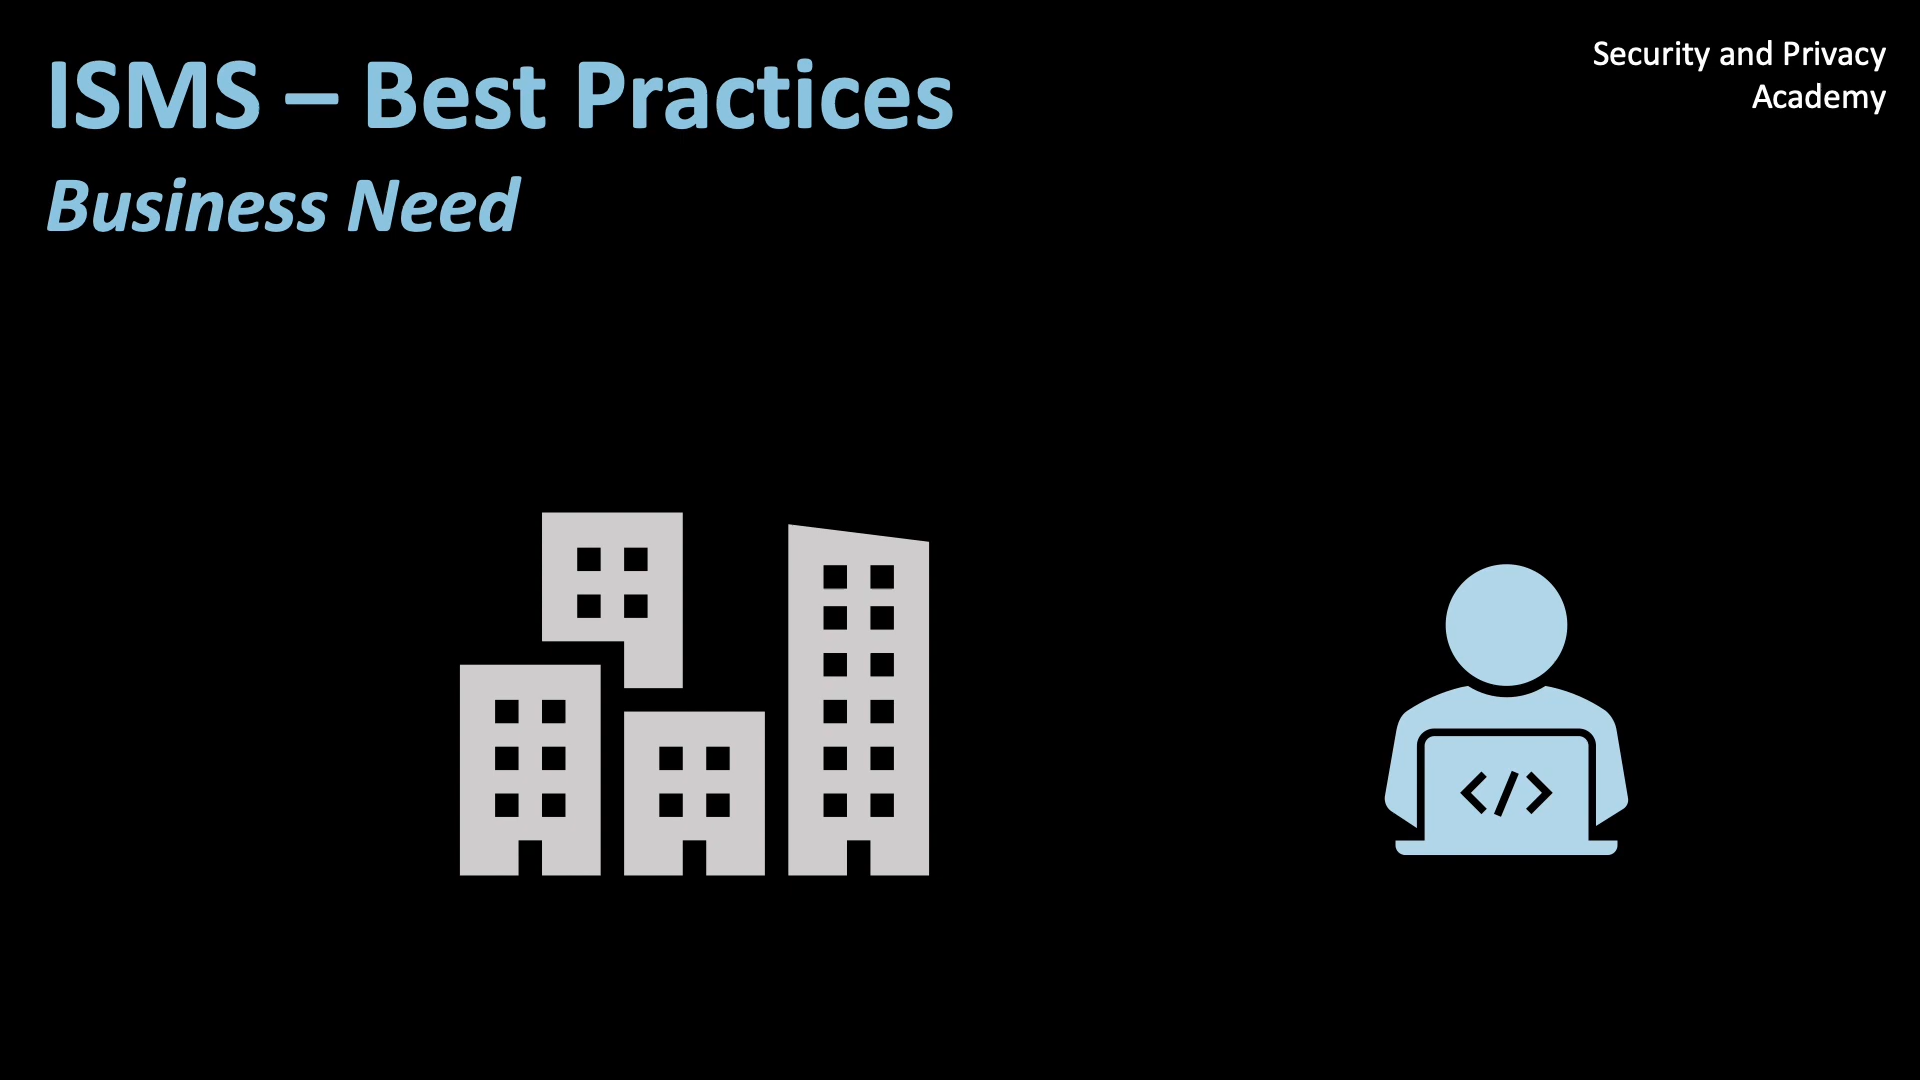 ISMS – Best Practices
Business Need
Security and Privacy
Academy
</>